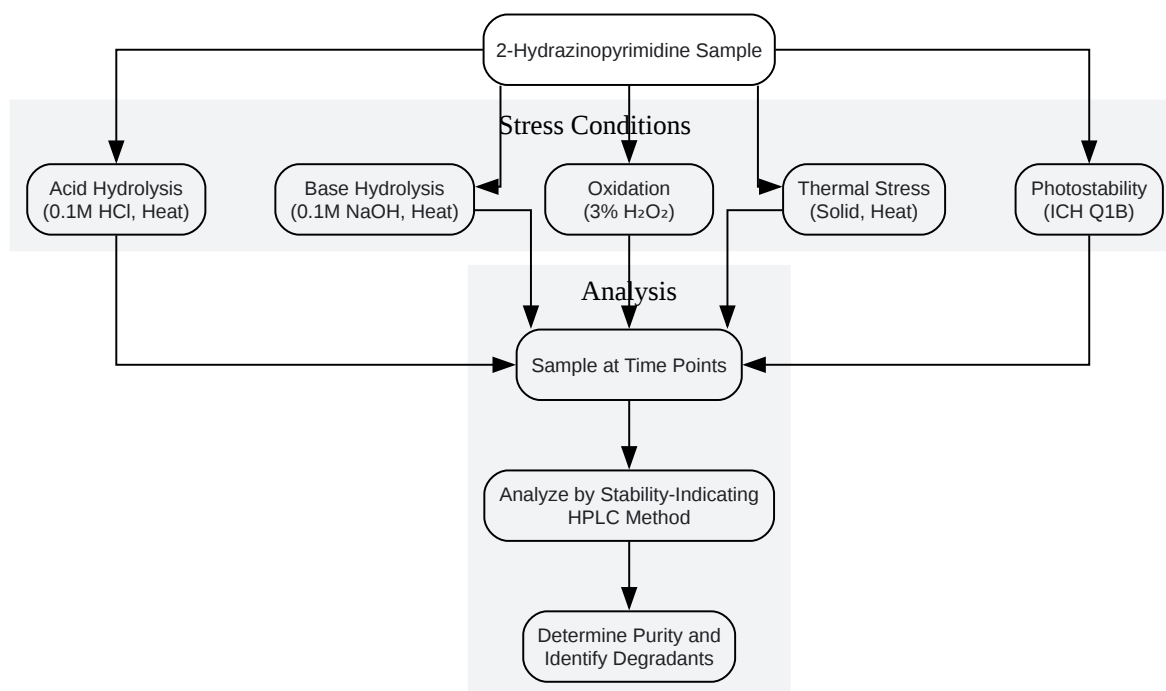 2-Hydrazinopyrimidine Sample
Stress Conditions
Acid Hydrolysis
(0.1M HCl, Heat)
Base Hydrolysis
(0.1M NaOH, Heat)
Oxidation
(3% H₂O₂)
Thermal Stress
(Solid, Heat)
Photostability
(ICH Q1B)
Analysis
Sample at Time Points
Analyze by Stability-Indicating
HPLC Method
Determine Purity and
Identify Degradants